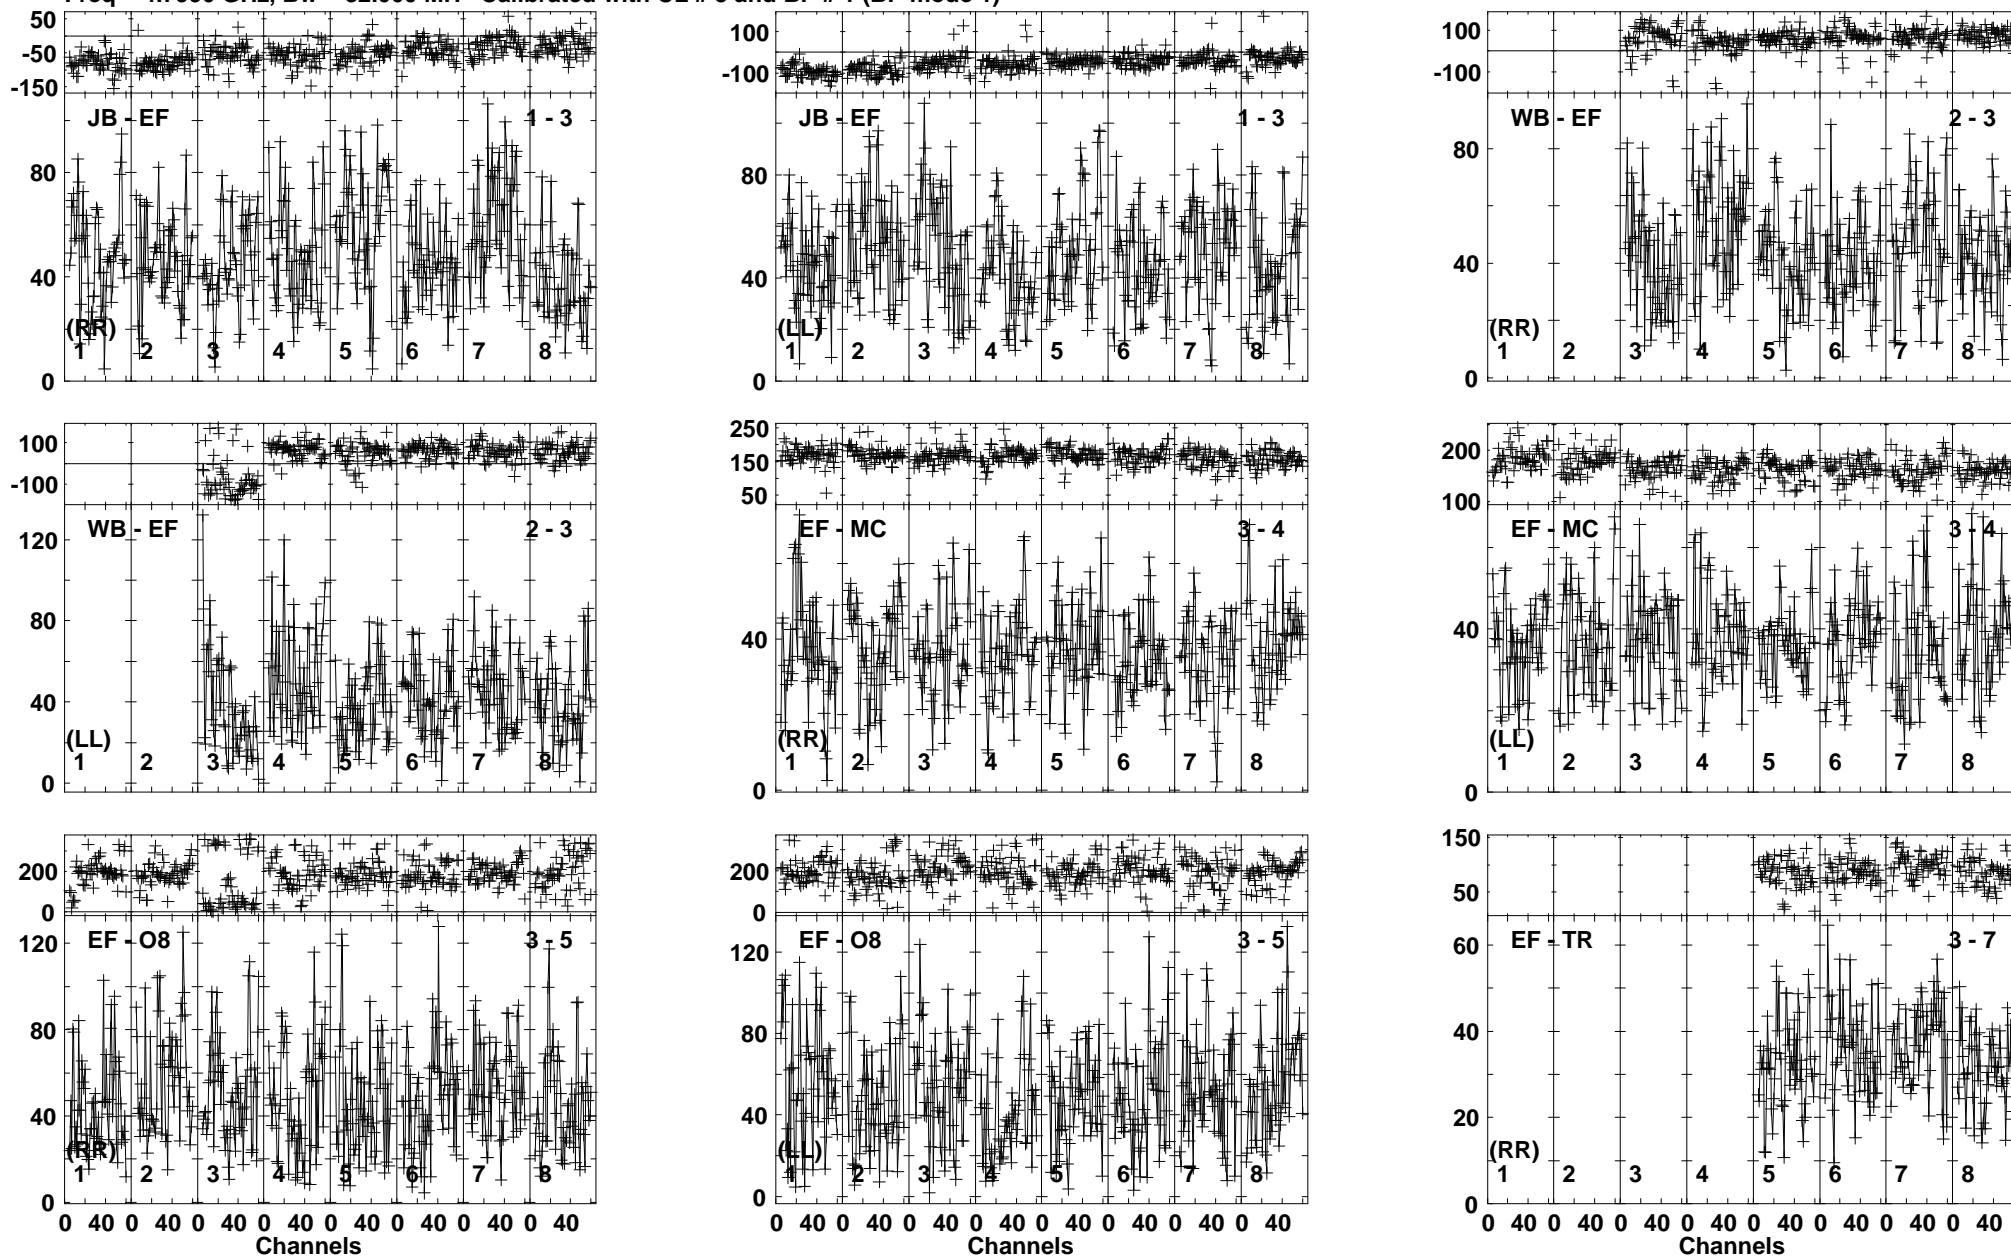 50 -50 -150
JB - EF 1 - 3
80 40 0
(RR)
1 2 3 4 5 6 7 8
100 -100
JB - EF 1 - 3
80 40 0
(LL)
1 2 3 4 5 6 7 8
100 -100
WB - EF 2 - 3
80 40 0
(RR)
1 2 3 4 5 6 7 8
100 -100
WB - EF 2 - 3
120 80 40 0
(LL)
1 2 3 4 5 6 7 8
250 150 50
EF - MC 3 - 4
40 0
(RR)
1 2 3 4 5 6 7 8
200 100
EF - MC 3 - 4
40 0
(LL)
1 2 3 4 5 6 7 8
200 0
EF - O8 3 - 5
120 80 40 0
(RR)
1 2 3 4 5 6 7 8
0 40 0 40 0 40 0 40 0 40 0 40 0 40 0 40
Channels
200 0
EF - O8 3 - 5
120 80 40 0
(LL)
1 2 3 4 5 6 7 8
0 40 0 40 0 40 0 40 0 40 0 40 0 40 0 40
Channels
150 50
EF - TR 3 - 7
60 40 20 0
(RR)
1 2 3 4 5 6 7 8
0 40 0 40 0 40 0 40 0 40 0 40 0 40 0 40
Channels